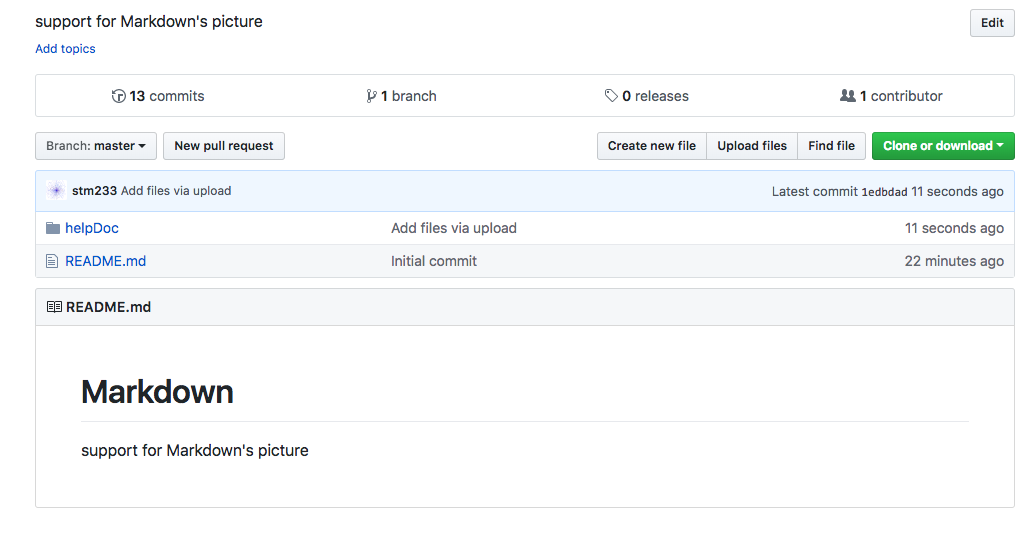 support for Markdown's picture
Edit
Add topics
13 commits
1 branch
0 releases
1 contributor
Branch: master
New pull request
Create new file
Upload files
Find file
Clone or download
stm233 Add files via upload
Latest commit 1edbdad 11 seconds ago
helpDoc
Add files via upload
11 seconds ago
README.md
Initial commit
22 minutes ago
README.md
Markdown
support for Markdown's picture